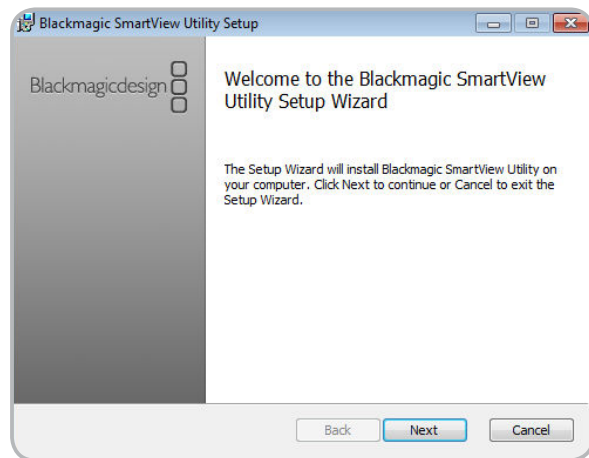 Blackmagic SmartView Utility Setup
Blackmagicdesign
Welcome to the Blackmagic SmartView
Utility Setup Wizard
The Setup Wizard will install Blackmagic SmartView Utility on
your computer. Click Next to continue or Cancel to exit the
Setup Wizard.
Back Next Cancel